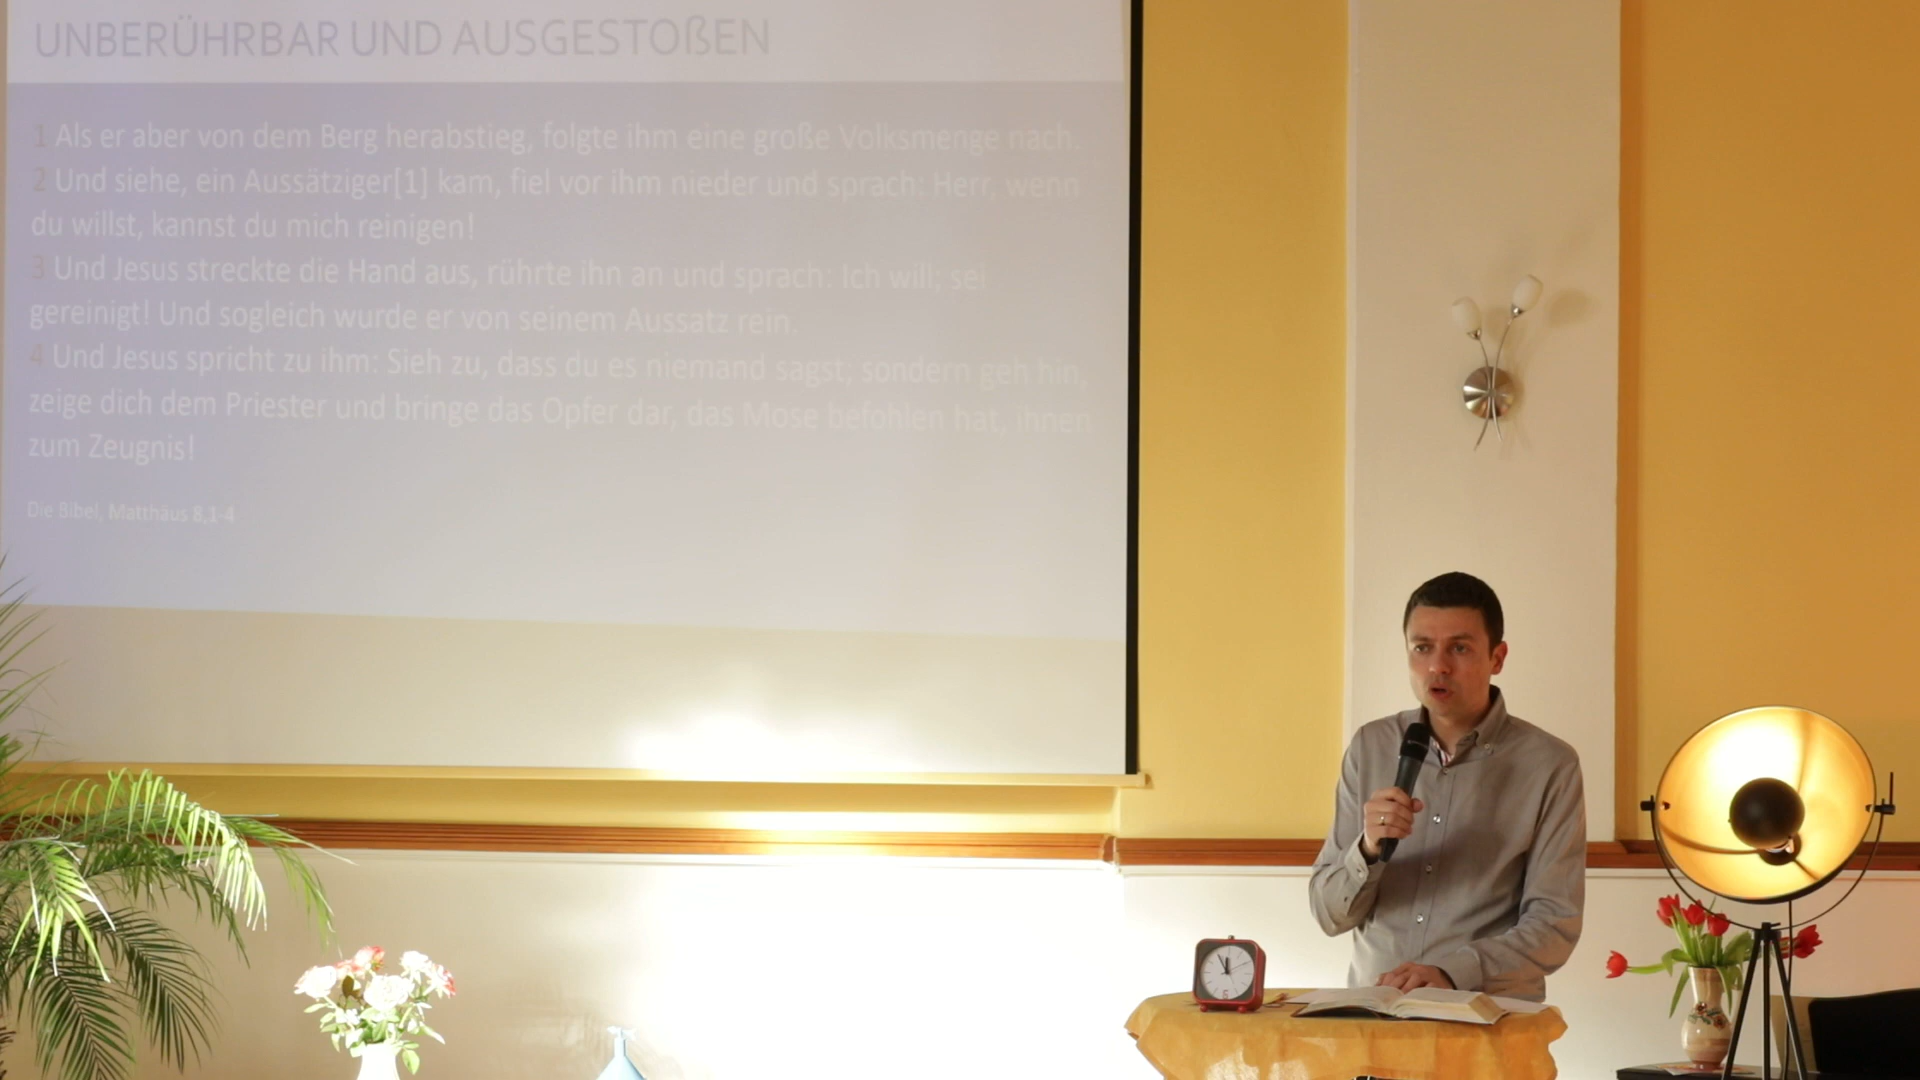 UNBERÜHRBAR UND AUSGESTOßEN
1 Als er aber von dem Berg herabstieg, folgte ihm eine große Volksmenge nach.
2 Und siehe, ein Aussätziger[1] kam, fiel vor ihm nieder und sprach: Herr, wenn
du willst, kannst du mich reinigen!
3 Und Jesus streckte die Hand aus, rührte ihn an und sprach: Ich will; sei
gereinigt! Und sogleich wurde er von seinem Aussatz rein.
4 Und Jesus spricht zu ihm: Sieh zu, dass du es niemand sagst; sondern geh hin,
zeige dich dem Priester und bringe das Opfer dar, das Mose befohlen hat, ihnen
zum Zeugnis!
Die Bibel, Matthäus 8,1-4